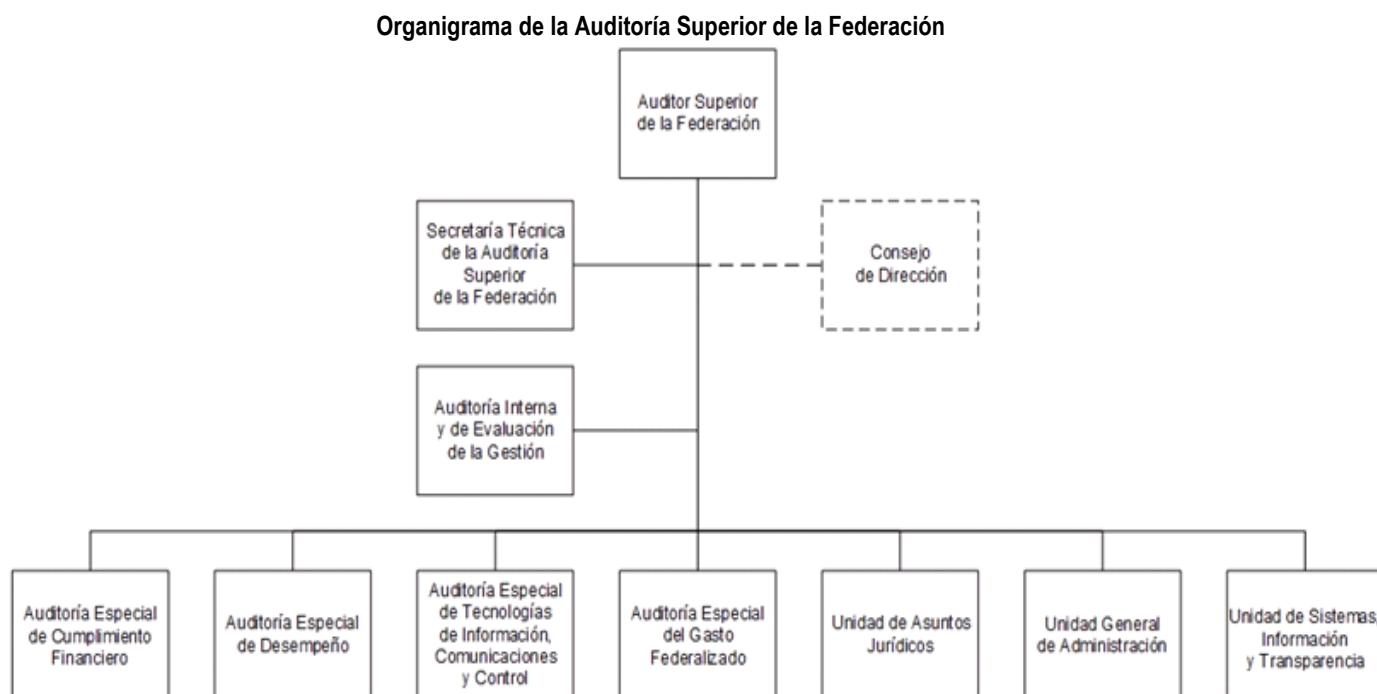 Organigrama de la Auditoría Superior de la Federación
Auditor Superior
de la Federación
Secretaría Técnica
de la Auditoría
Superior
de la Federación
Consejo
de Dirección
Auditoría Interna
y de Evaluación
de la Gestión
Auditoría Especial
de Cumplimiento
Financiero
Auditoría Especial
de Desempeño
Auditoría Especial
de Tecnologías
de Información,
Comunicaciones
y Control
Auditoría Especial
del Gasto
Federalizado
Unidad de Asuntos
Jurídicos
Unidad General
de Administración
Unidad de Sistemas,
Información
y Transparencia